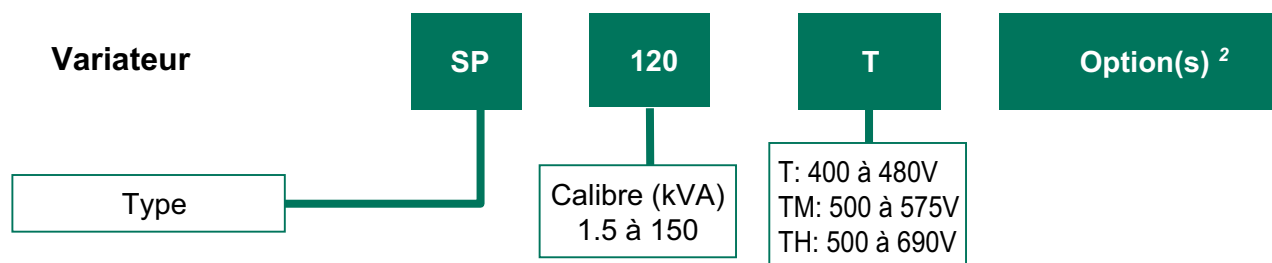 Variateur
SP
120
T
Option(s) 2
Type
Calibre (kVA)
1.5 à 150
T: 400 à 480V
TM: 500 à 575V
TH: 500 à 690V